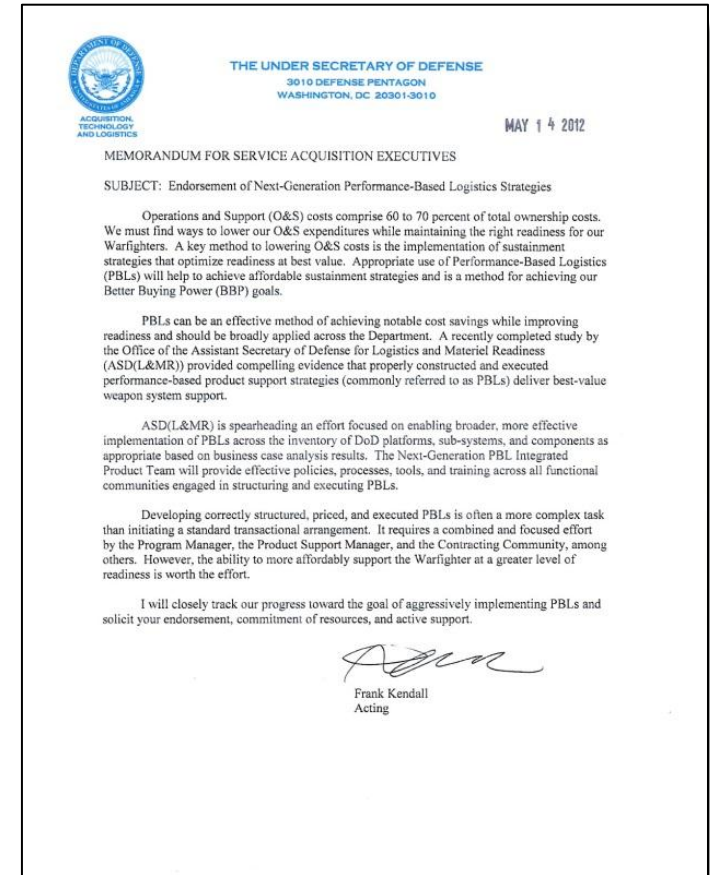 THE UNDER SECRETARY OF DEFENSE
3010 DEFENSE PENTAGON
WASHINGTON, DC 20301-3010
DEPARTMENT OF DEFENSE
UNITED STATES OF AMERICA
ACQUISITION,
TECHNOLOGY
AND LOGISTICS
MAY 14 2012
MEMORANDUM FOR SERVICE ACQUISITION EXECUTIVES
SUBJECT: Endorsement of Next-Generation Performance-Based Logistics Strategies
Operations and Support (O&S) costs comprise 60 to 70 percent of total ownership costs.
We must find ways to lower our O&S expenditures while maintaining the right readiness for our
Warfighters. A key method to lowering O&S costs is the implementation of sustainment
strategies that optimize readiness at best value. Appropriate use of Performance-Based Logistics
(PBLs) will help to achieve affordable sustainment strategies and is a method for achieving our
Better Buying Power (BBP) goals.
PBLs can be an effective method of achieving notable cost savings while improving
readiness and should be broadly applied across the Department. A recently completed study by
the Office of the Assistant Secretary of Defense for Logistics and Materiel Readiness
(ASD(L&MR)) provided compelling evidence that properly constructed and executed
performance-based product support strategies (commonly referred to as PBLs) deliver best-value
weapon system support.
ASD(L&MR) is spearheading an effort focused on enabling broader, more effective
implementation of PBLs across the inventory of DoD platforms, sub-systems, and components as
appropriate based on business case analysis results. The Next-Generation PBL Integrated
Product Team will provide effective policies, processes, tools, and training across all functional
communities engaged in structuring and executing PBLs.
Developing correctly structured, priced, and executed PBLs is often a more complex task
than initiating a standard transactional arrangement. It requires a combined and focused effort
by the Program Manager, the Product Support Manager, and the Contracting Community, among
others. However, the ability to more affordably support the Warfighter at a greater level of
readiness is worth the effort.
I will closely track our progress toward the goal of aggressively implementing PBLs and
solicit your endorsement, commitment of resources, and active support.
Frank Kendall
Acting